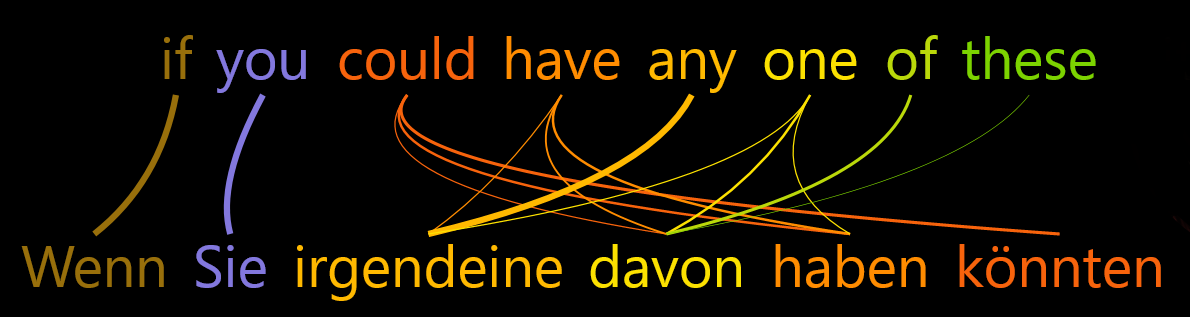 if you could have any one of these
Wenn Sie irgendeine davon haben könnten